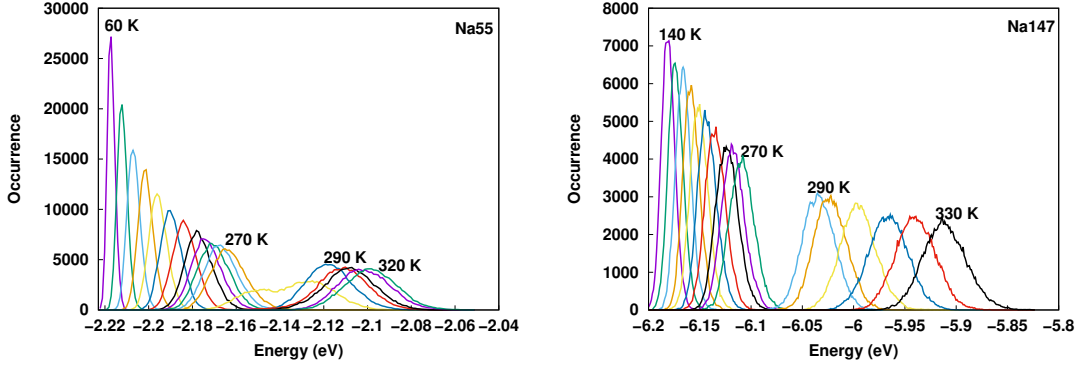 Na55
60 K
270 K
290 K
320 K
Occurrence
30000
25000
20000
15000
10000
5000
0
−2.22 −2.2 −2.18 −2.16 −2.14 −2.12 −2.1 −2.08 −2.06 −2.04
Energy (eV)
Na147
140 K
270 K
290 K
330 K
Occurrence
8000
7000
6000
5000
4000
3000
2000
1000
0
−6.2 −6.15 −6.1 −6.05 −6 −5.95 −5.9 −5.85 −5.8
Energy (eV)